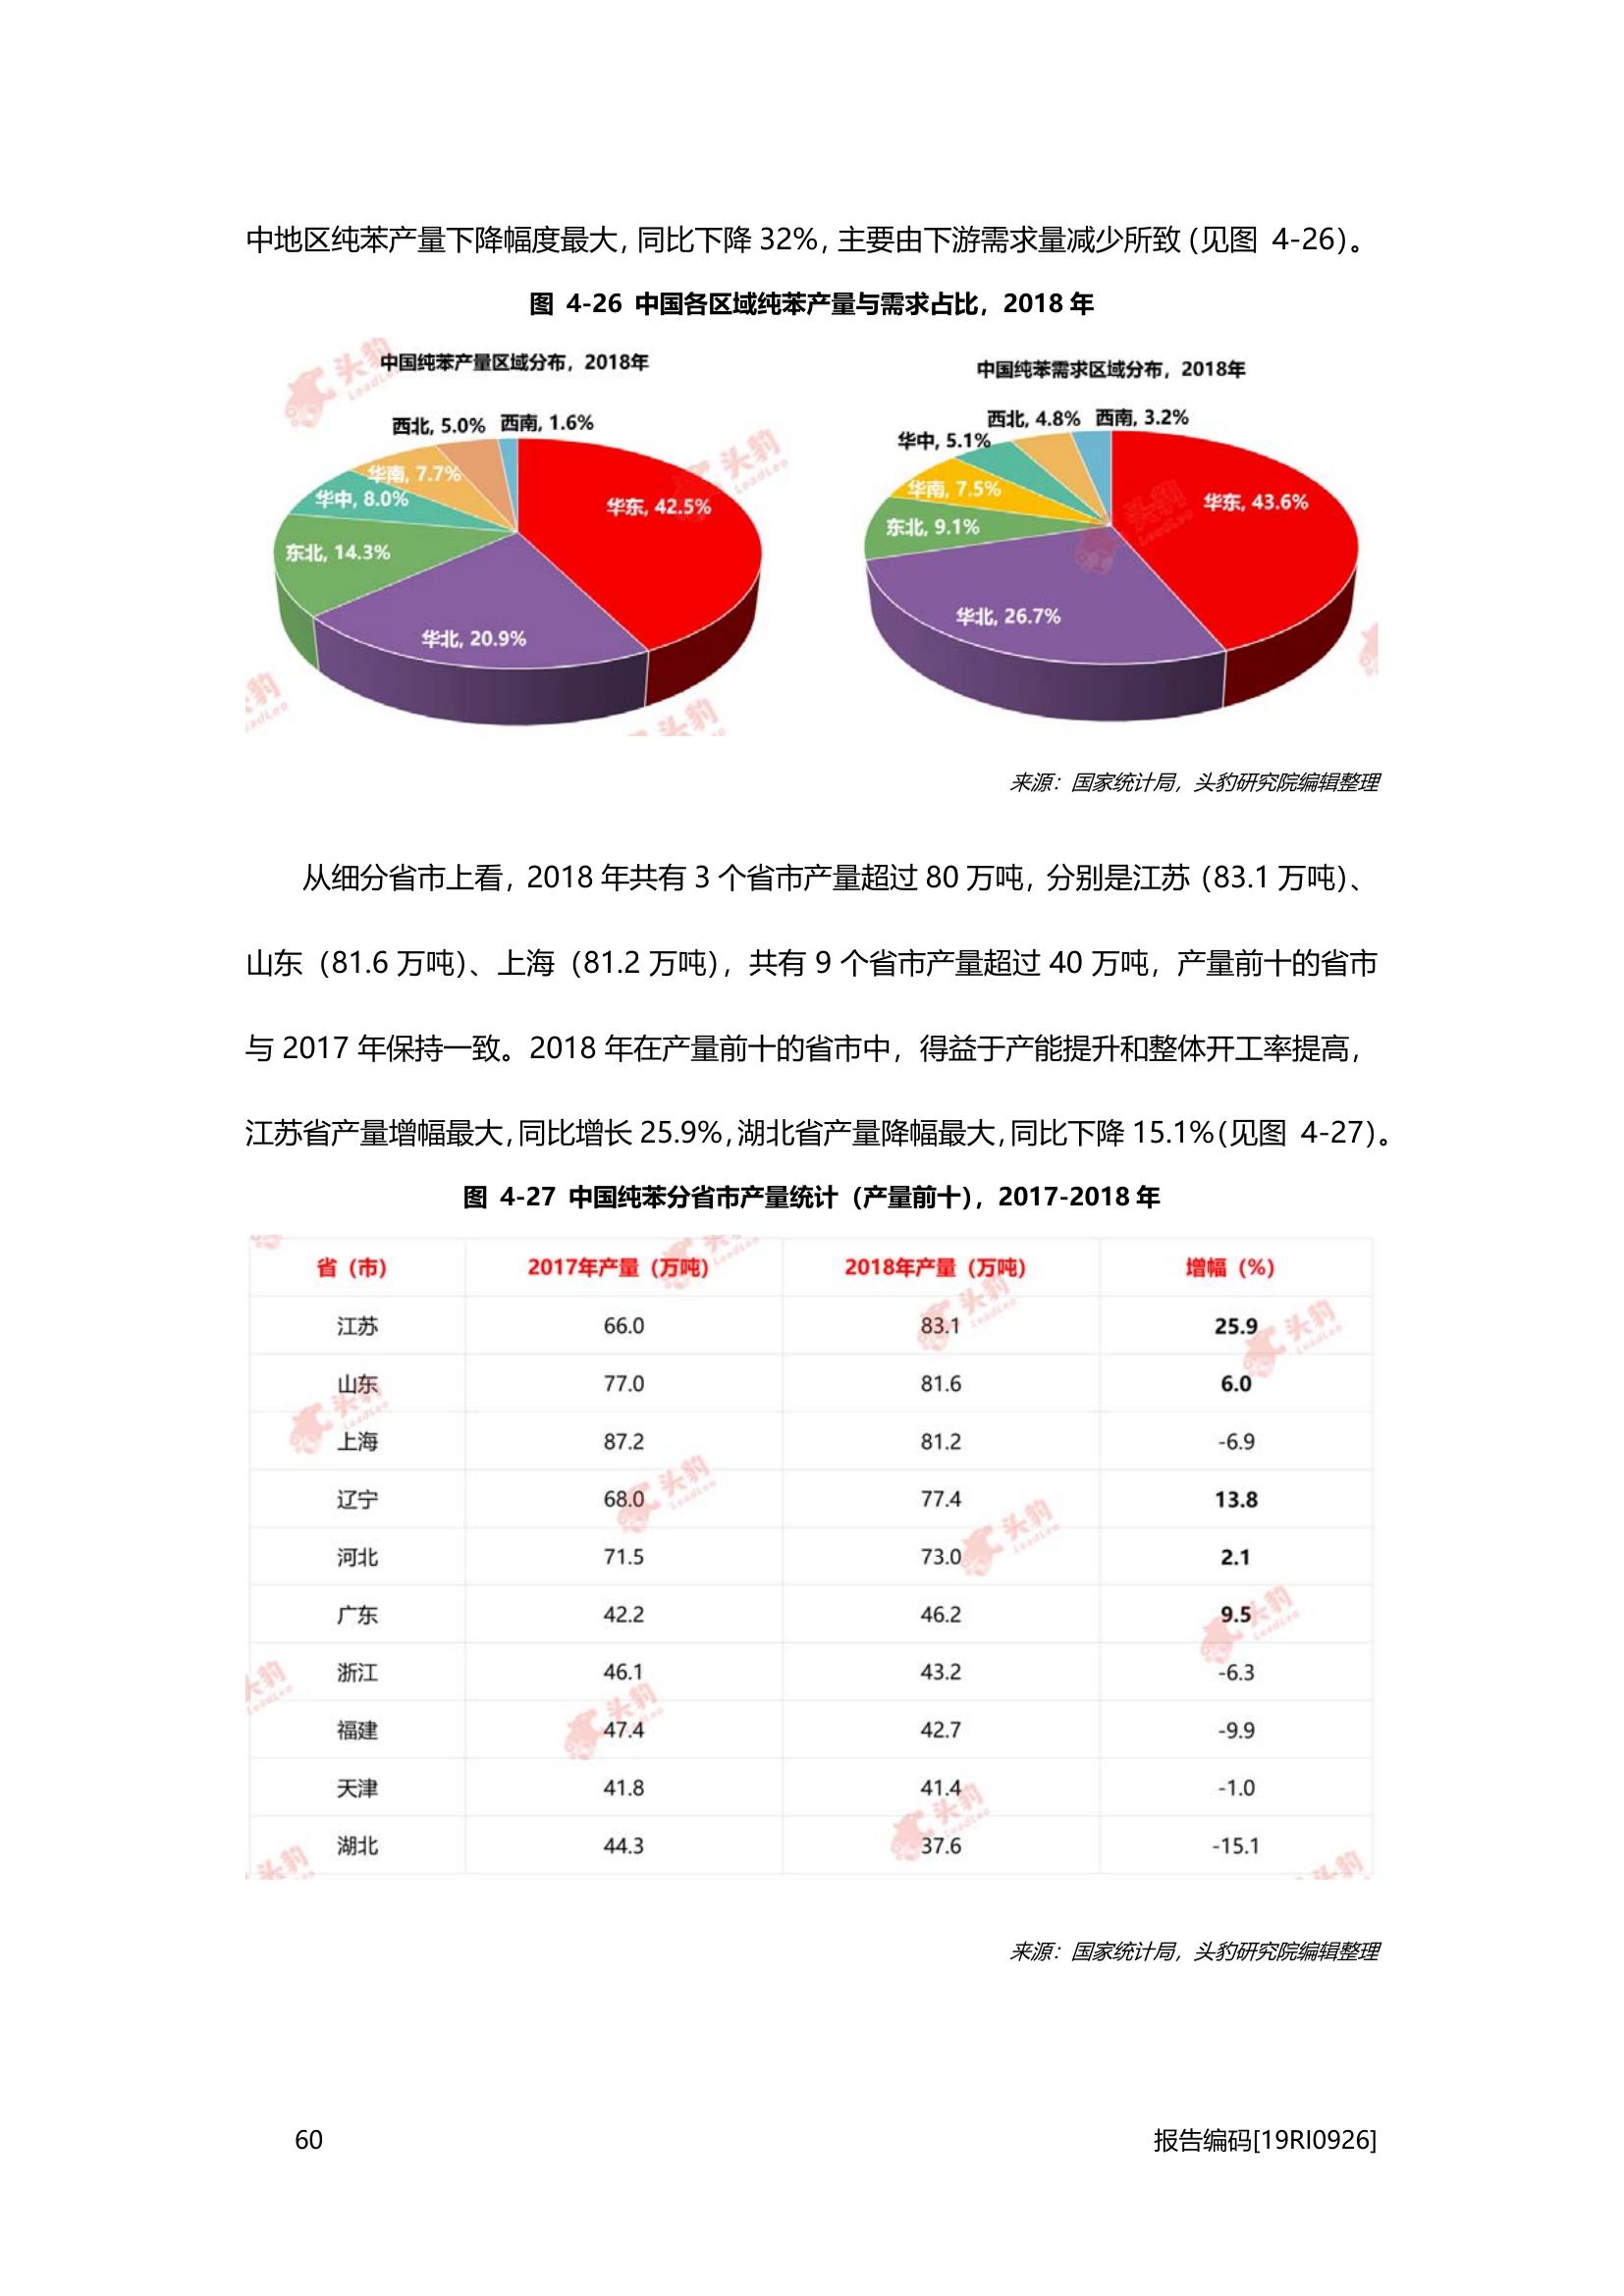 中地区纯苯产量下降幅度最大，同比下降 32%，主要由下游需求量减少所致（见图 4-26）。
图 4-26 中国各区域纯苯产量与需求占比，2018 年
中国纯苯产量区域分布，2018年
西北, 5.0%
西南, 1.6%
华南, 7.7%
华中, 8.0%
华东, 42.5%
东北, 14.3%
华北, 20.9%
中国纯苯需求区域分布，2018年
西北, 4.8%
西南, 3.2%
华中, 5.1%
华南, 7.5%
华东, 43.6%
东北, 9.1%
华北, 26.7%
来源：国家统计局，头豹研究院编辑整理
从细分省市上看，2018 年共有 3 个省市产量超过 80 万吨，分别是江苏（83.1 万吨）、
山东（81.6 万吨）、上海（81.2 万吨），共有 9 个省市产量超过 40 万吨，产量前十的省市
与 2017 年保持一致。2018 年在产量前十的省市中，得益于产能提升和整体开工率提高，
江苏省产量增幅最大，同比增长 25.9%，湖北省产量降幅最大，同比下降 15.1%（见图 4-27）。
图 4-27 中国纯苯分省市产量统计（产量前十），2017-2018 年
省（市） 2017年产量（万吨） 2018年产量（万吨） 增幅（%）
江苏 66.0 83.1 25.9
山东 77.0 81.6 6.0
上海 87.2 81.2 -6.9
辽宁 68.0 77.4 13.8
河北 71.5 73.0 2.1
广东 42.2 46.2 9.5
浙江 46.1 43.2 -6.3
福建 47.4 42.7 -9.9
天津 41.8 41.4 -1.0
湖北 44.3 37.6 -15.1
来源：国家统计局，头豹研究院编辑整理
60 报告编码[19RI0926]